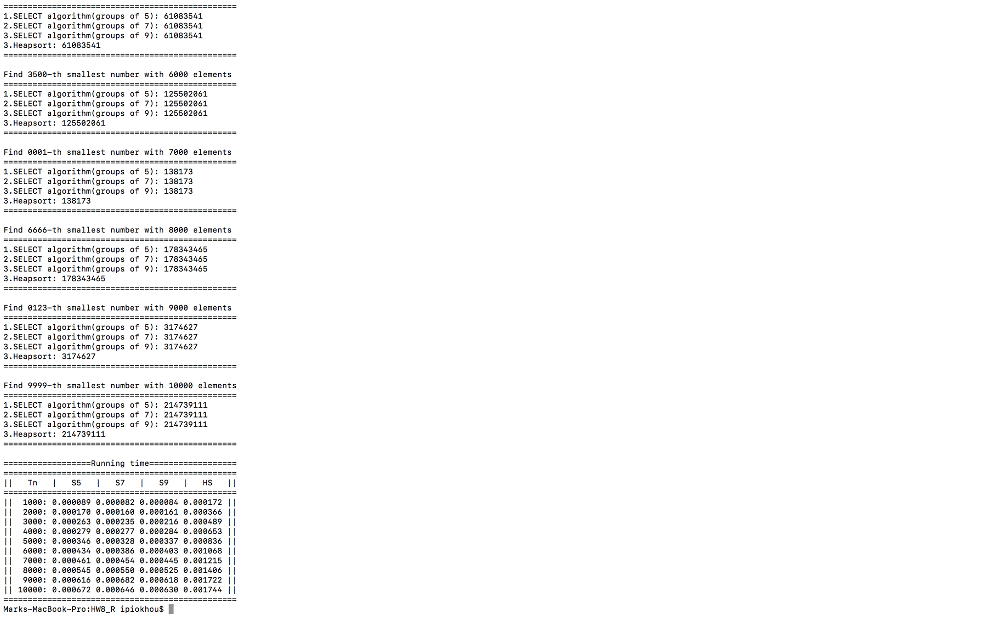 ================================================
1.SELECT algorithm(groups of 5): 61083541
2.SELECT algorithm(groups of 7): 61083541
3.SELECT algorithm(groups of 9): 61083541
3.Heapsort: 61083541
================================================
Find 3500-th smallest number with 6000 elements
================================================
1.SELECT algorithm(groups of 5): 125502061
2.SELECT algorithm(groups of 7): 125502061
3.SELECT algorithm(groups of 9): 125502061
3.Heapsort: 125502061
================================================
Find 0001-th smallest number with 7000 elements
================================================
1.SELECT algorithm(groups of 5): 138173
2.SELECT algorithm(groups of 7): 138173
3.SELECT algorithm(groups of 9): 138173
3.Heapsort: 138173
================================================
Find 6666-th smallest number with 8000 elements
================================================
1.SELECT algorithm(groups of 5): 178343465
2.SELECT algorithm(groups of 7): 178343465
3.SELECT algorithm(groups of 9): 178343465
3.Heapsort: 178343465
================================================
Find 0123-th smallest number with 9000 elements
================================================
1.SELECT algorithm(groups of 5): 3174627
2.SELECT algorithm(groups of 7): 3174627
3.SELECT algorithm(groups of 9): 3174627
3.Heapsort: 3174627
================================================
Find 9999-th smallest number with 10000 elements
================================================
1.SELECT algorithm(groups of 5): 214739111
2.SELECT algorithm(groups of 7): 214739111
3.SELECT algorithm(groups of 9): 214739111
3.Heapsort: 214739111
================================================
==================Running time==================
================================================
||   Tn   |   S5   |   S7   |   S9   |   HS   ||
================================================
||  1000: 0.000089 0.000082 0.000084 0.000172 ||
||  2000: 0.000170 0.000160 0.000161 0.000366 ||
||  3000: 0.000263 0.000235 0.000216 0.000489 ||
||  4000: 0.000279 0.000277 0.000284 0.000653 ||
||  5000: 0.000346 0.000328 0.000337 0.000836 ||
||  6000: 0.000434 0.000386 0.000403 0.001068 ||
||  7000: 0.000461 0.000454 0.000445 0.001215 ||
||  8000: 0.000545 0.000550 0.000525 0.001406 ||
||  9000: 0.000616 0.000682 0.000618 0.001722 ||
|| 10000: 0.000672 0.000646 0.000630 0.001744 ||
================================================
Marks-MacBook-Pro:HW8_R ipiokhou$